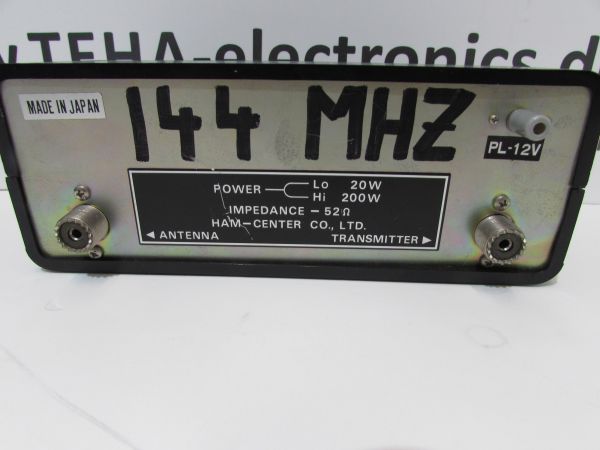 w.TEHA-electronics.d
MADE IN JAPAN
144 MHZ
PL-12V
POWER Lo 20W
Hi 200W
IMPEDANCE - 52Ω
HAM-CENTER CO., LTD.
◀ ANTENNA TRANSMITTER ▶